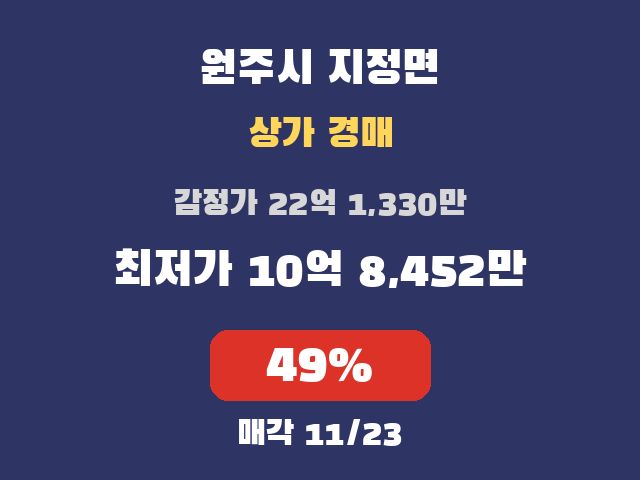 원주시 지정면
상가 경매
감정가 22억 1,330만
최저가 10억 8,452만
49%
매각 11/23